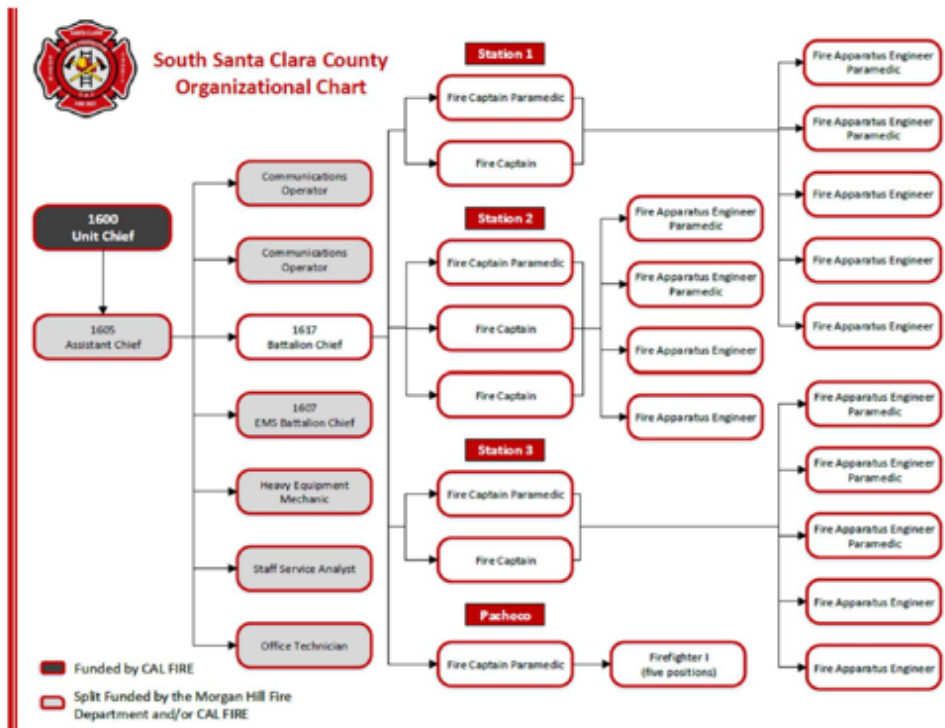 South Santa Clara County
Organizational Chart
1600
Unit Chief
1605
Assistant Chief
Communications
Operator
Communications
Operator
1617
Battalion Chief
1607
EMS Battalion Chief
Heavy Equipment
Mechanic
Staff Service Analyst
Office Technician
Station 1
Fire Captain Paramedic
Fire Captain
Station 2
Fire Captain Paramedic
Fire Captain
Fire Captain
Station 3
Fire Captain Paramedic
Fire Captain
Pacheco
Fire Captain Paramedic
Fire Apparatus Engineer
Paramedic
Fire Apparatus Engineer
Paramedic
Fire Apparatus Engineer
Fire Apparatus Engineer
Firefighter I
(five positions)
Fire Apparatus Engineer
Paramedic
Fire Apparatus Engineer
Paramedic
Fire Apparatus Engineer
Fire Apparatus Engineer
Fire Apparatus Engineer
Fire Apparatus Engineer
Paramedic
Fire Apparatus Engineer
Paramedic
Fire Apparatus Engineer
Paramedic
Fire Apparatus Engineer
Fire Apparatus Engineer
Funded by CAL FIRE
Split Funded by the Morgan Hill Fire
Department and/or CAL FIRE